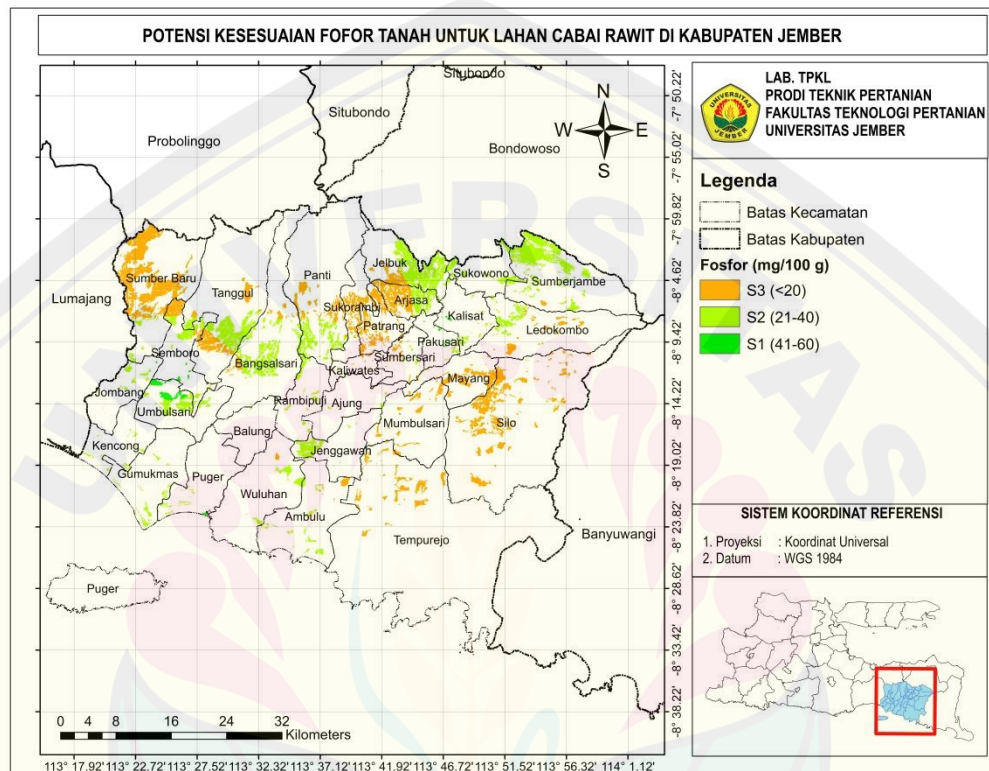 POTENSI KESESUAIAN FOFOR TANAH UNTUK LAHAN CABAI RAWIT DI KABUPATEN JEMBER
LAB. TPKL
PRODI TEKNIK PERTANIAN
FAKULTAS TEKNOLOGI PERTANIAN
UNIVERSITAS JEMBER
UNIVERSITAS
JEMBER
Legenda
Batas Kecamatan
Batas Kabupaten
Fosfor (mg/100 g)
S3 (<20)
S2 (21-40)
S1 (41-60)
SISTEM KOORDINAT REFERENSI
1. Proyeksi : Koordinat Universal
2. Datum : WGS 1984
N
W E
S
Situbondo
Situbondo
Probolinggo
Bondowoso
Lumajang
Banyuwangi
Jelbuk
Sumber Baru
Tanggul
Panti
Sukowono
Sumberjambe
Sukorambi
Arjasa
Kalisat
Patrang
Ledokombo
Pakusari
Semboro
Bangsalsari
Sumbersari
Kaliwates
Mayang
Jombang
Umbulsari
Rambipuji
Ajung
Mumbulsari
Silo
Balung
Kencong
Jenggawah
Gumukmas
Puger
Wuluhan
Ambulu
Tempurejo
Puger
0 4 8 16 24 32
Kilometers
-7° 50.22'
-7° 55.02'
-7° 59.82'
-8° 4.62'
-8° 9.42'
-8° 14.22'
-8° 19.02'
-8° 23.82'
-8° 28.62'
-8° 33.42'
-8° 38.22'
113° 17.92' 113° 22.72' 113° 27.52' 113° 32.32' 113° 37.12' 113° 41.92' 113° 46.72' 113° 51.52' 113° 56.32' 114° 1.12'
UNIVERSITAS